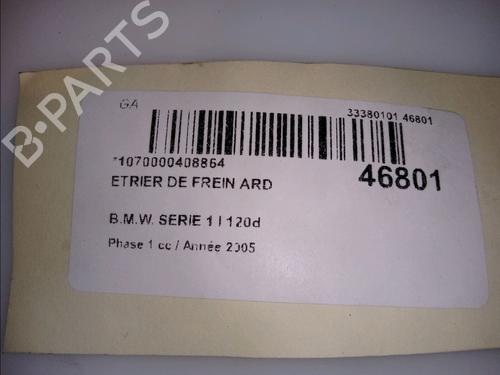 B-PARTS
GA
33380101 46801
*1070000408864
46801
ETRIER DE FREIN ARD
B.M.W. SERIE 1 I 120d
Phase 1 cc / Année 2005